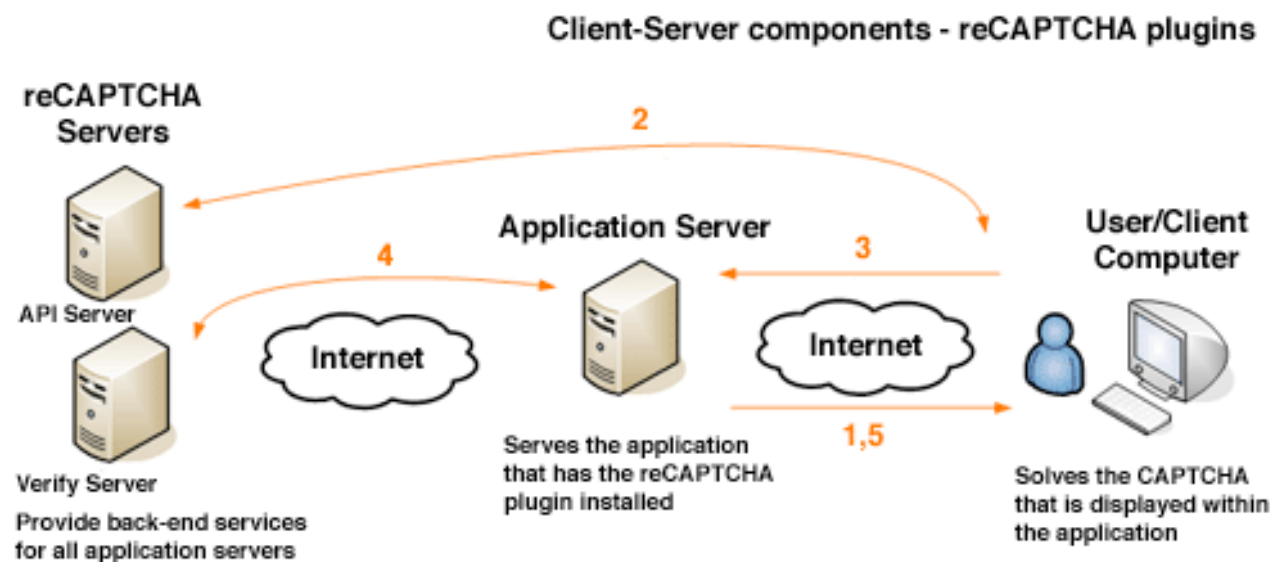 Client-Server components - reCAPTCHA plugins
reCAPTCHA
Servers
2
Application Server
User/Client
Computer
4
3
API Server
Internet
Internet
1,5
Verify Server
Provide back-end services
for all application servers
Serves the application
that has the reCAPTCHA
plugin installed
Solves the CAPTCHA
that is displayed within
the application